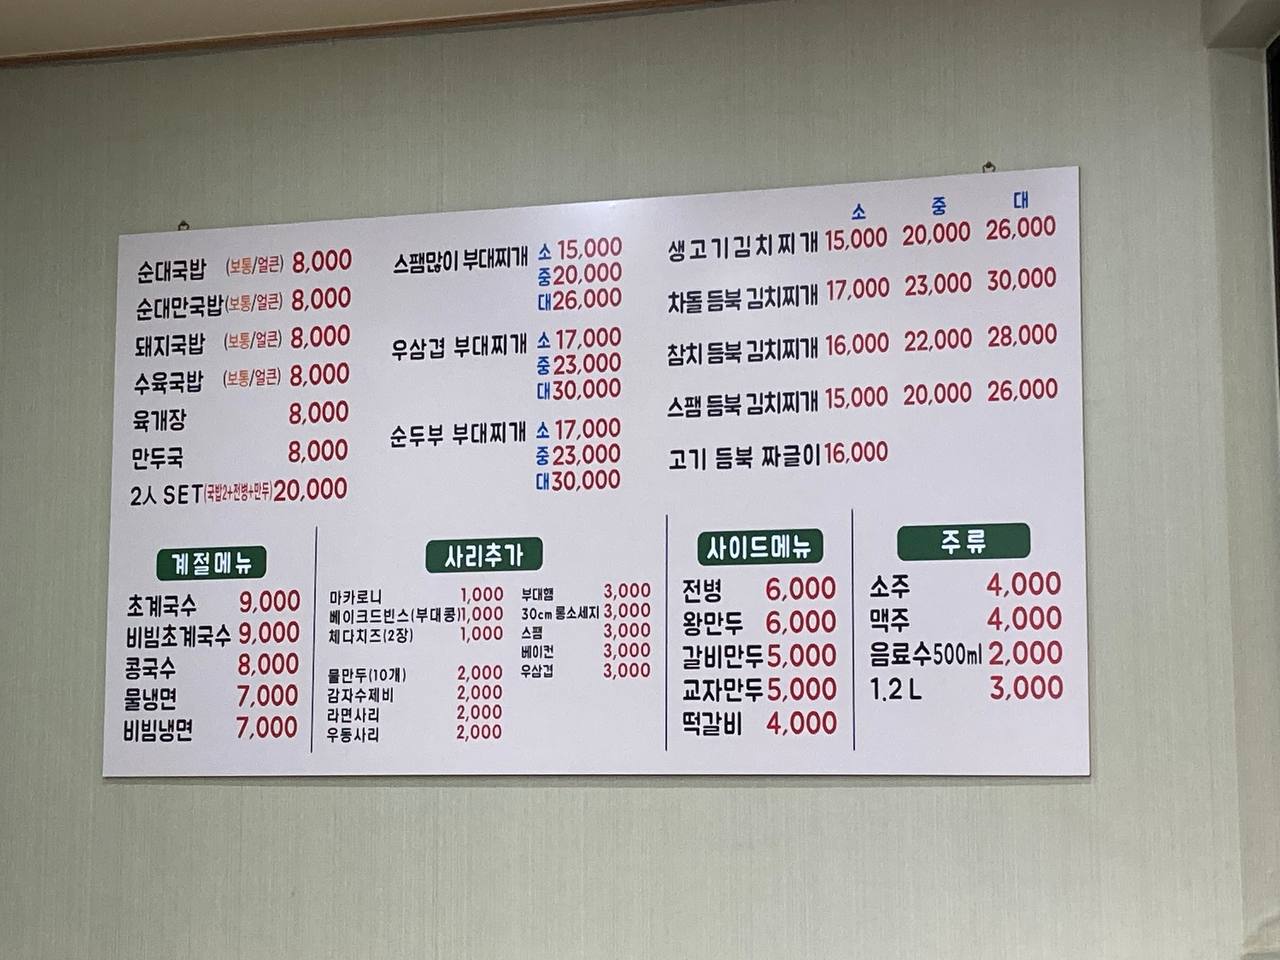 순대국밥 (보통/얼큰) 8,000
순대만국밥(보통/얼큰) 8,000
돼지국밥 (보통/얼큰) 8,000
수육국밥 (보통/얼큰) 8,000
육개장 8,000
만두국 8,000
2人 SET(국밥2+전병+만두)20,000
스팸많이 부대찌개 소 15,000
중20,000
대26,000
우삼겹 부대찌개 소 17,000
중23,000
대30,000
순두부 부대찌개 소 17,000
중23,000
대30,000
소 중 대
생고기김치찌개 15,000 20,000 26,000
차돌 듬북 김치찌개 17,000 23,000 30,000
참치 듬북 김치찌개 16,000 22,000 28,000
스팸 듬북 김치찌개 15,000 20,000 26,000
고기 듬북 짜글이 16,000
계절메뉴
초계국수 9,000
비빔초계국수 9,000
콩국수 8,000
물냉면 7,000
비빔냉면 7,000
사리추가
마카로니 1,000
베이크드빈스(부대콩)1,000
체다치즈(2장) 1,000
물만두(10개) 2,000
감자수제비 2,000
라면사리 2,000
우동사리 2,000
부대햄 3,000
30cm 롱소세지 3,000
스팸 3,000
베이컨 3,000
우삼겹 3,000
사이드메뉴
전병 6,000
왕만두 6,000
갈비만두 5,000
교자만두 5,000
떡갈비 4,000
주류
소주 4,000
맥주 4,000
음료수500ml 2,000
1.2 L 3,000